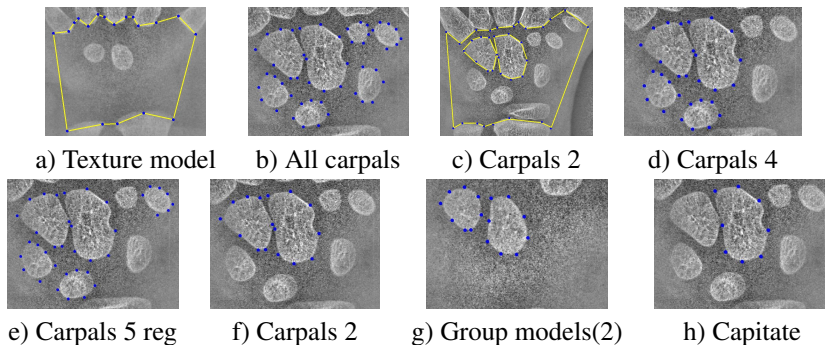 a) Texture model
b) All carpals
c) Carpals 2
d) Carpals 4
e) Carpals 5 reg
f) Carpals 2
g) Group models(2)
h) Capitate